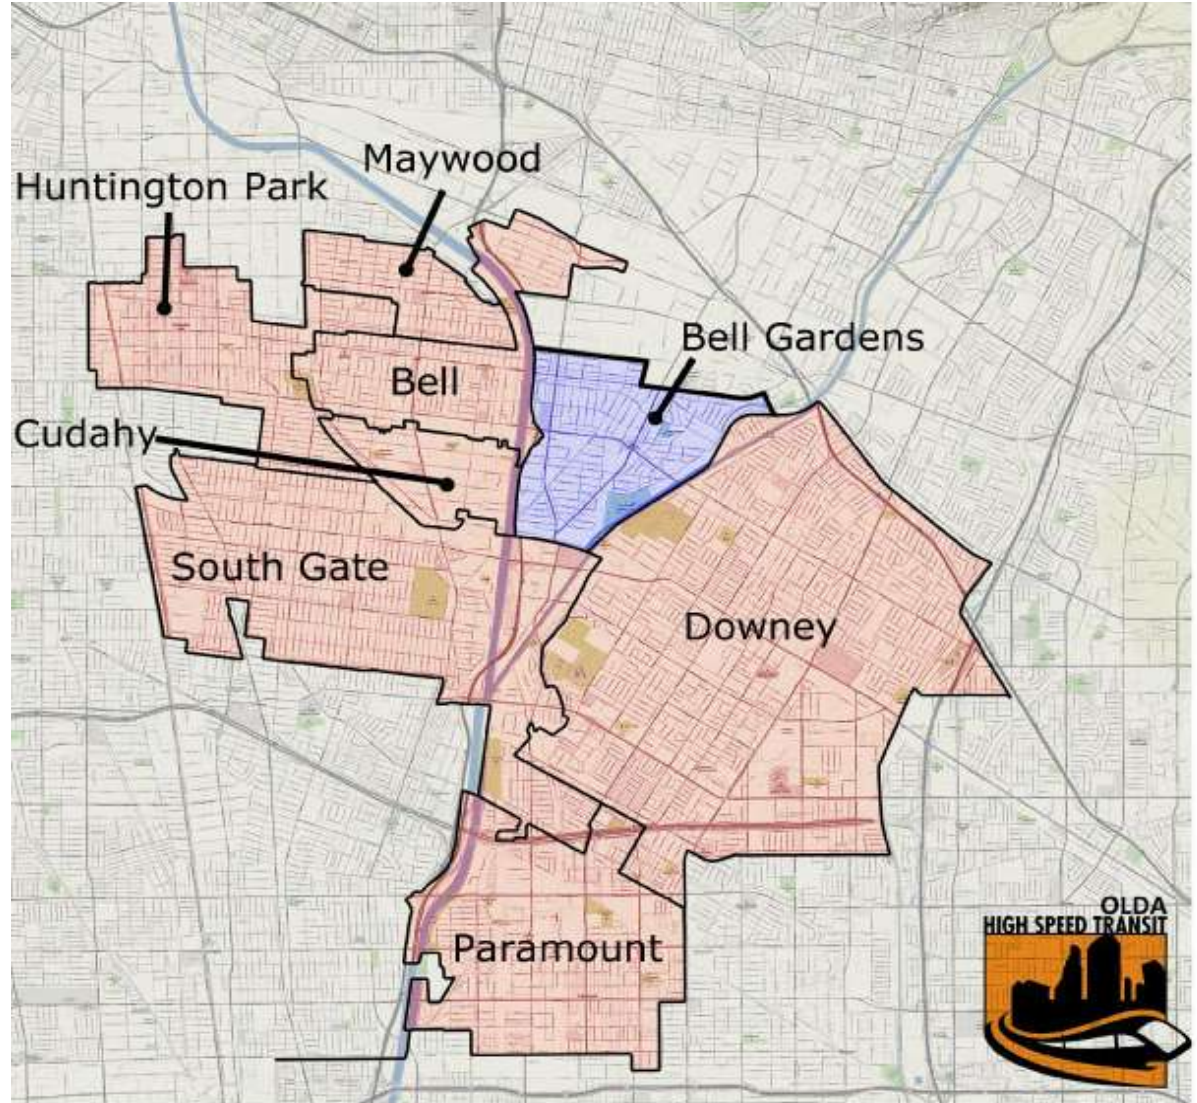 Maywood
Huntington Park
Bell Gardens
Bell
Cudahy
South Gate
Downey
OLDA
HIGH SPEED TRANSIT
Paramount